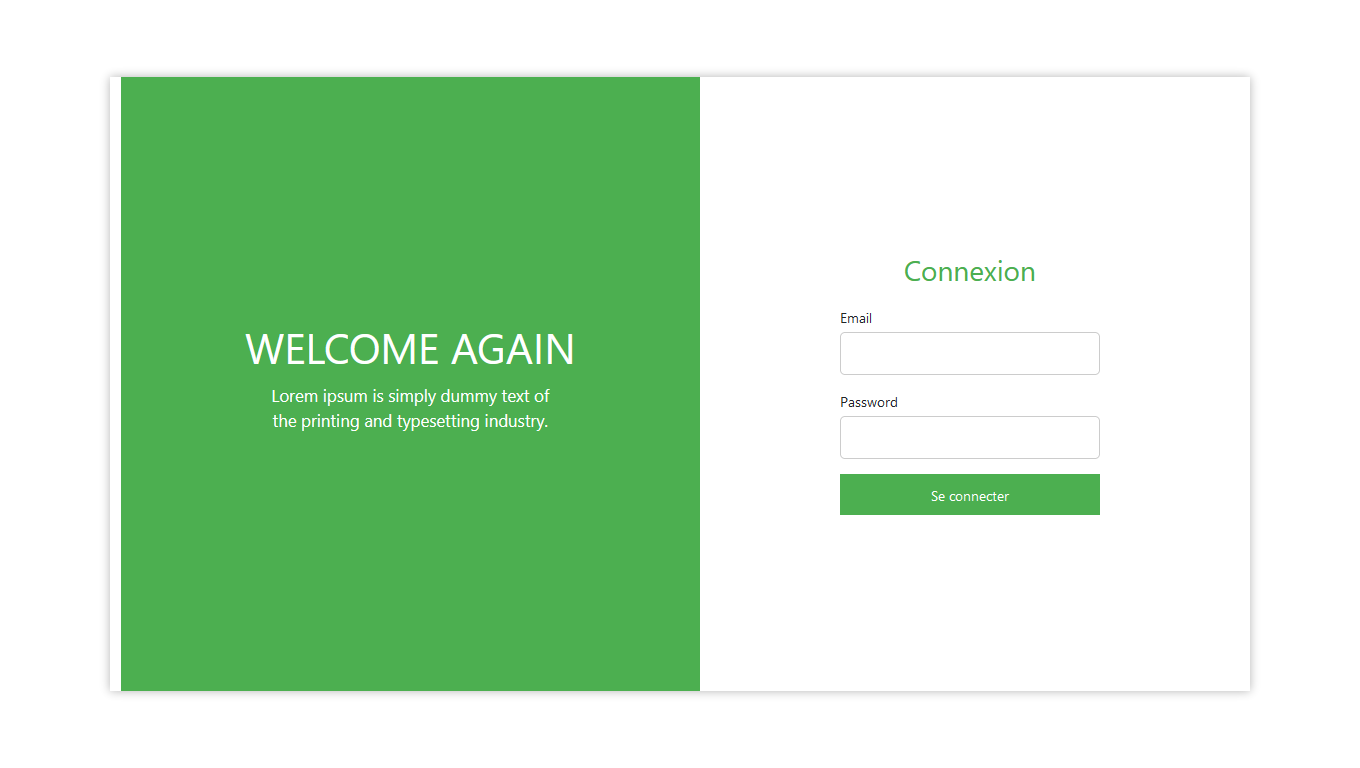 WELCOME AGAIN
Lorem ipsum is simply dummy text of
the printing and typesetting industry.
Connexion
Email
Password
Se connecter